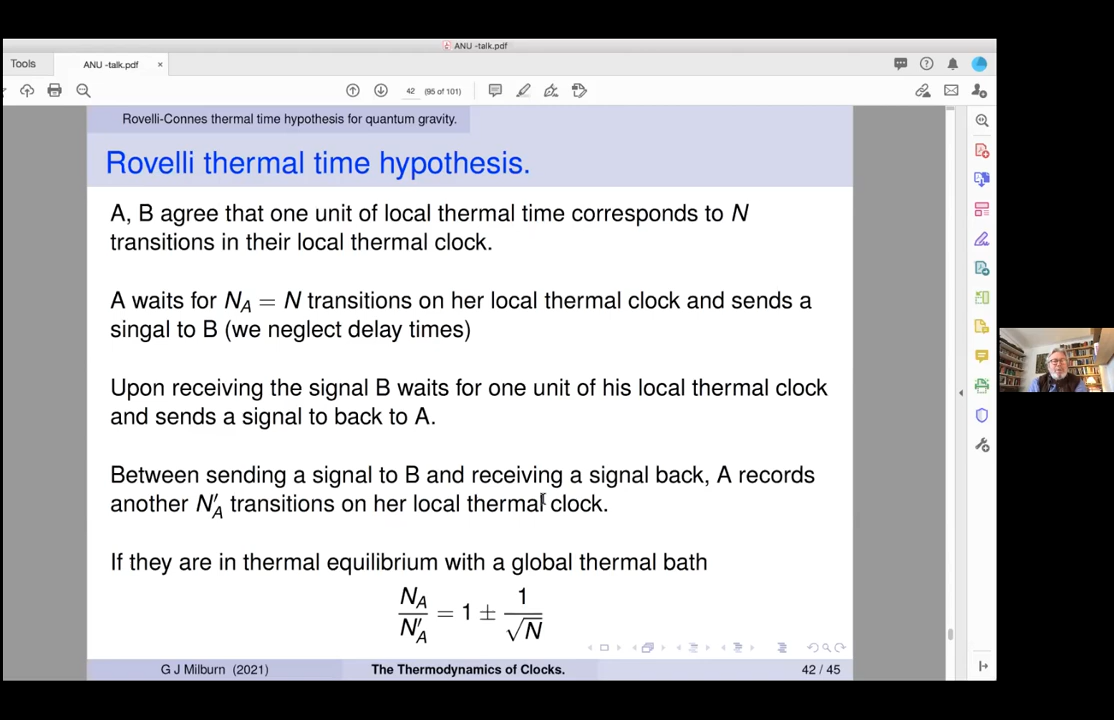 ANU -talk.pdf
Tools
ANU -talk.pdf ×
42 (95 of 101)
Rovelli-Connes thermal time hypothesis for quantum gravity.
Rovelli thermal time hypothesis.
A, B agree that one unit of local thermal time corresponds to N
transitions in their local thermal clock.
A waits for N_A = N transitions on her local thermal clock and sends a
singal to B (we neglect delay times)
Upon receiving the signal B waits for one unit of his local thermal clock
and sends a signal to back to A.
Between sending a signal to B and receiving a signal back, A records
another N′_A transitions on her local thermal clock.
If they are in thermal equilibrium with a global thermal bath
N_A / N′_A = 1 ± 1 / √N
G J Milburn (2021) The Thermodynamics of Clocks. 42 / 45